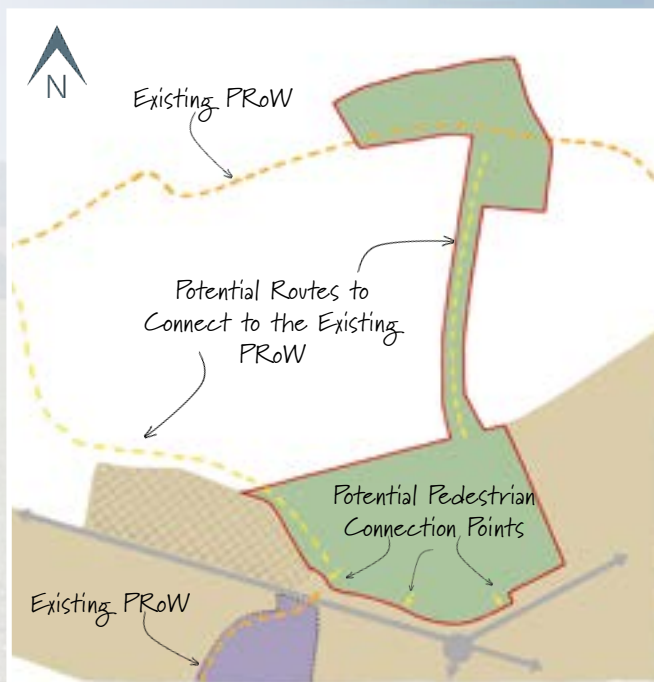 N
Existing PRoW
Potential Routes to
Connect to the Existing
PRoW
Potential Pedestrian
Connection Points
Existing PRoW